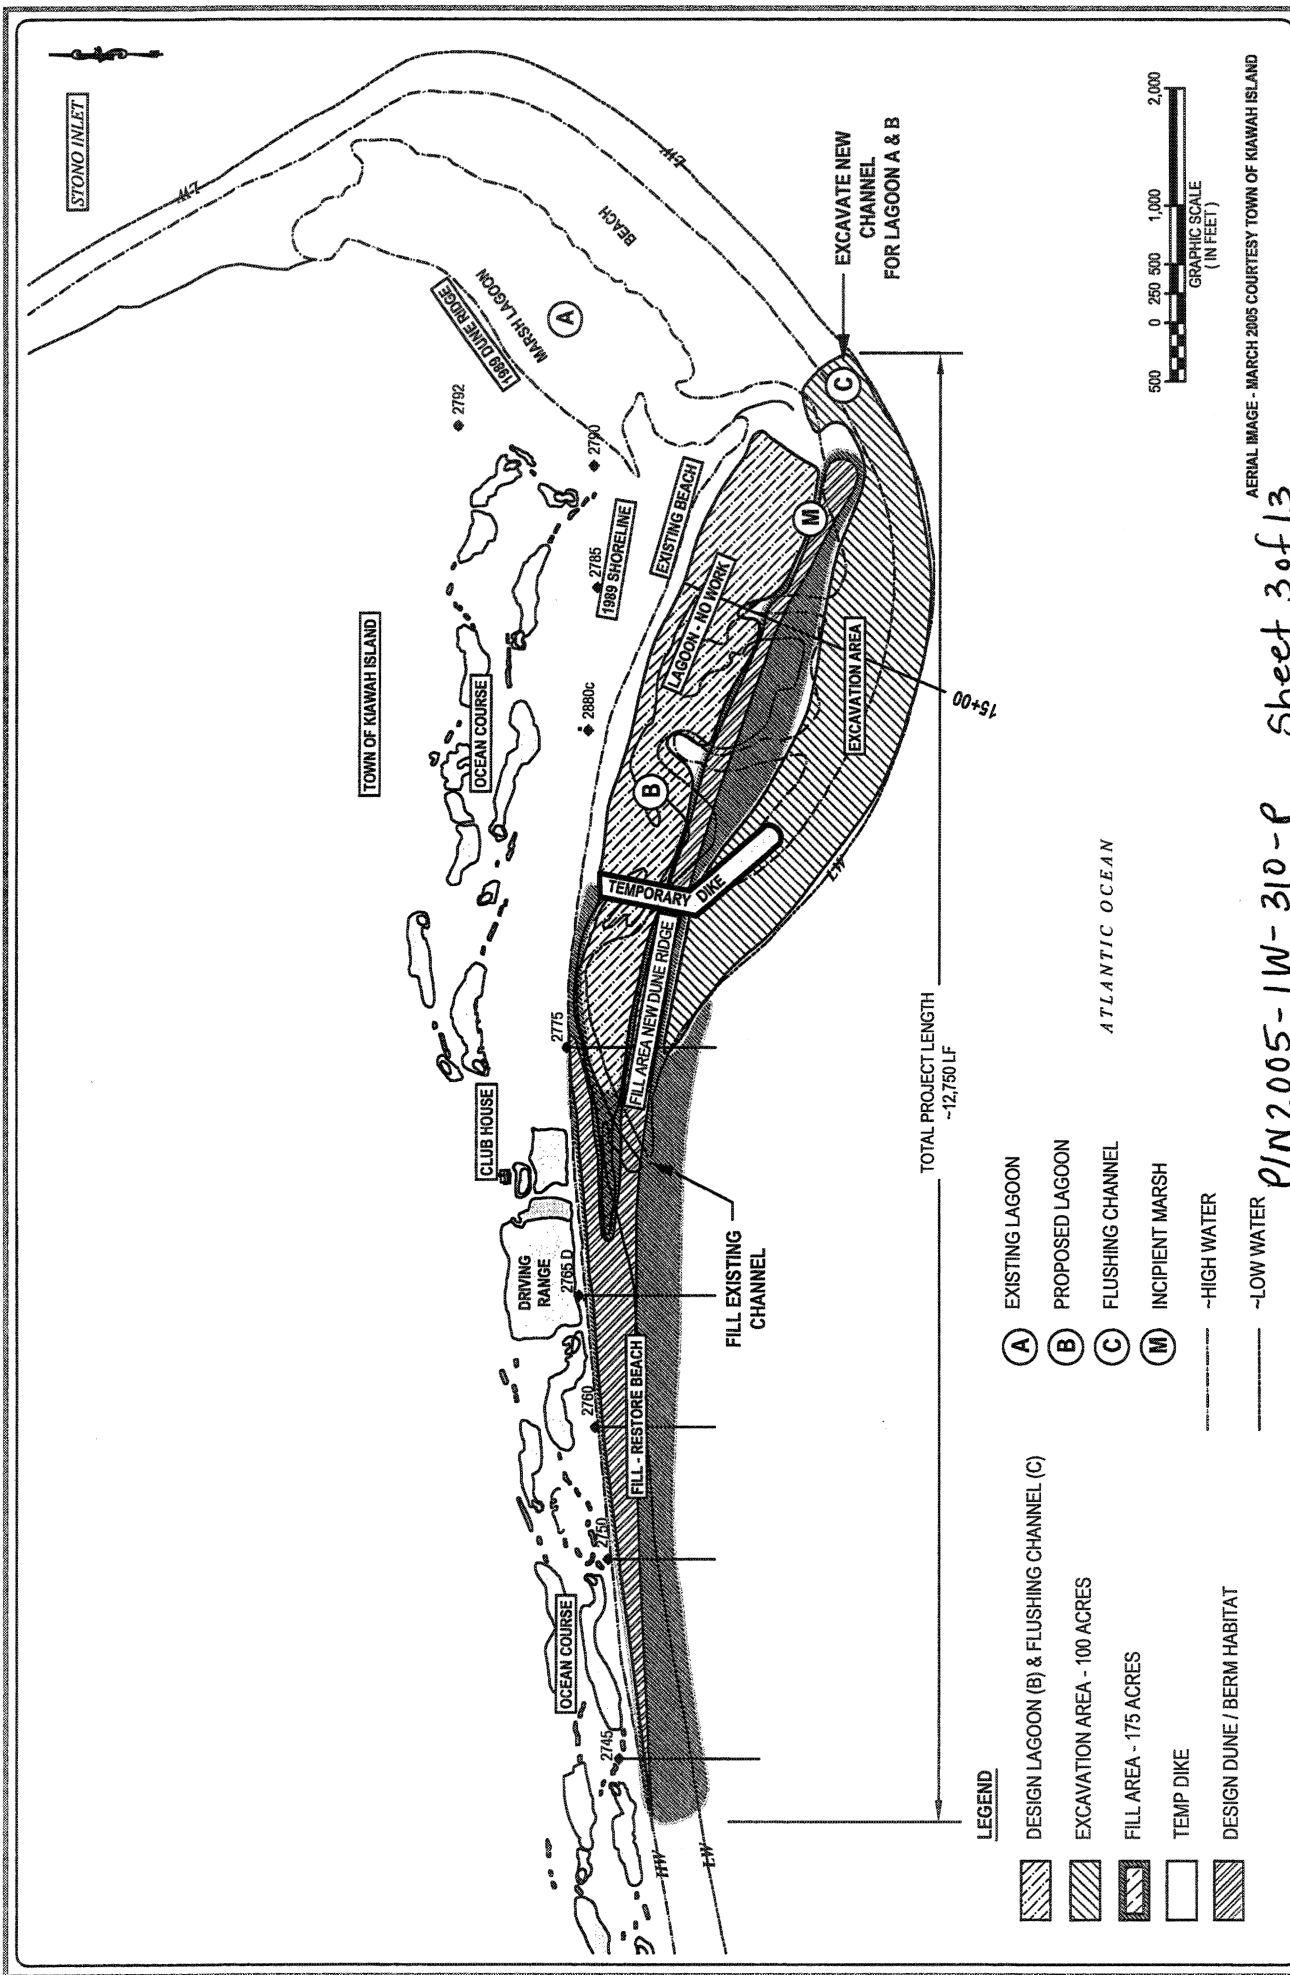 STONO INLET
LW
TOWN OF KIAWAH ISLAND
OCEAN COURSE
2792
1989 DUNE RIDGE
MARSH LAGOON
A
BEACH
LW
2790
2785
1989 SHORELINE
EXISTING BEACH
2880c
CLUB HOUSE
DRIVING
RANGE
2765 D
2775
2760
2750
OCEAN COURSE
2745
LAGOON - NO WORK
M
B
C
EXCAVATE NEW
CHANNEL
FOR LAGOON A & B
TEMPORARY DIKE
FILL AREA NEW DUNE RIDGE
EXCAVATION AREA
15+00
LW
FILL - RESTORE BEACH
FILL EXISTING
CHANNEL
HW
LW
TOTAL PROJECT LENGTH
~12,750 LF
ATLANTIC OCEAN
LEGEND
DESIGN LAGOON (B) & FLUSHING CHANNEL (C)
EXCAVATION AREA - 100 ACRES
FILL AREA - 175 ACRES
TEMP DIKE
DESIGN DUNE / BERM HABITAT
A EXISTING LAGOON
B PROPOSED LAGOON
C FLUSHING CHANNEL
M INCIPIENT MARSH
~HIGH WATER
~LOW WATER
500 0 250 500 1,000 2,000
GRAPHIC SCALE
( IN FEET )
AERIAL IMAGE - MARCH 2005 COURTESY TOWN OF KIAWAH ISLAND
P/N 2005-1W-310-P Sheet 3 of 13